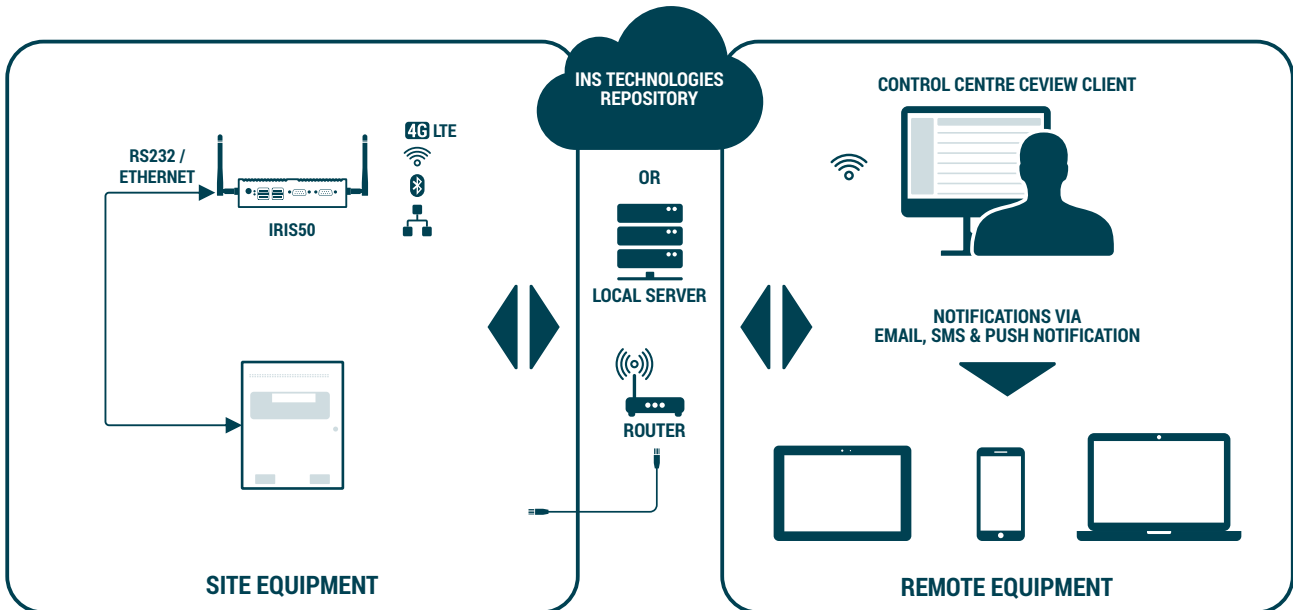 INS TECHNOLOGIES
REPOSITORY
RS232 /
ETHERNET
4G LTE
IRIS50
OR
LOCAL SERVER
ROUTER
SITE EQUIPMENT
CONTROL CENTRE CEVIEW CLIENT
NOTIFICATIONS VIA
EMAIL, SMS & PUSH NOTIFICATION
REMOTE EQUIPMENT